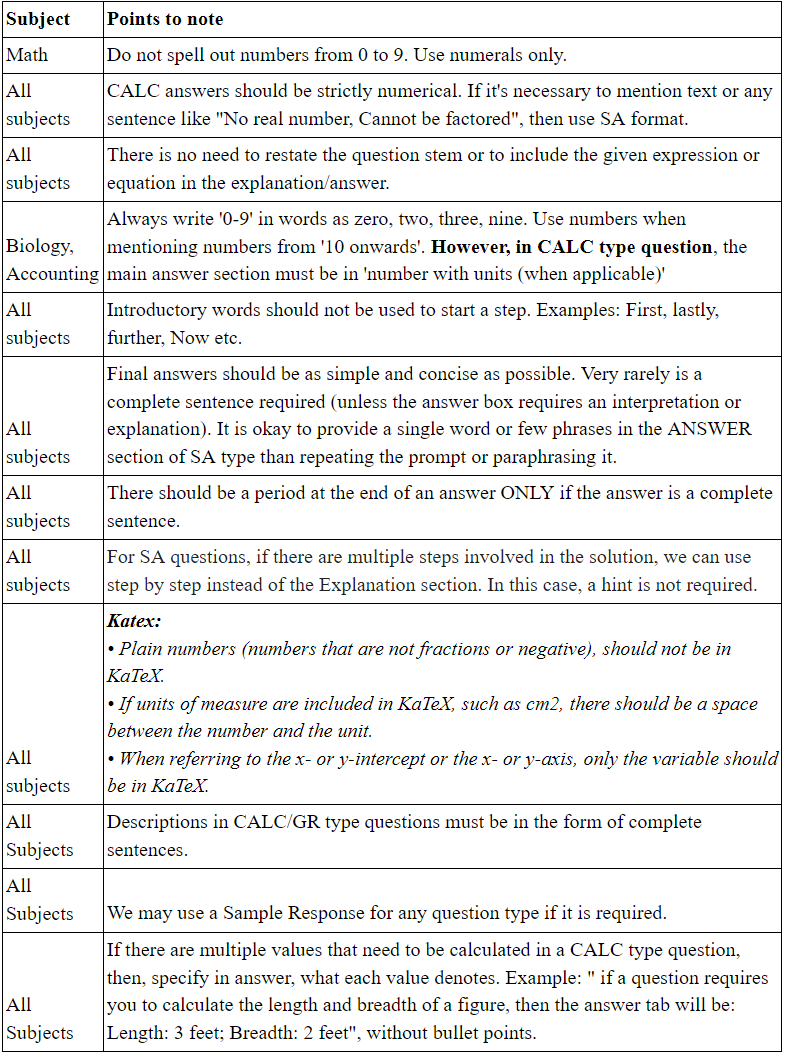 Subject Points to note
Math Do not spell out numbers from 0 to 9. Use numerals only.
All CALC answers should be strictly numerical. If it's necessary to mention text or any
subjects sentence like "No real number, Cannot be factored", then use SA format.
All There is no need to restate the question stem or to include the given expression or
subjects equation in the explanation/answer.
Always write '0-9' in words as zero, two, three, nine. Use numbers when
Biology, mentioning numbers from '10 onwards'. However, in CALC type question, the
Accounting main answer section must be in 'number with units (when applicable)'
All Introductory words should not be used to start a step. Examples: First, lastly,
subjects further, Now etc.
Final answers should be as simple and concise as possible. Very rarely is a
complete sentence required (unless the answer box requires an interpretation or
All explanation). It is okay to provide a single word or few phrases in the ANSWER
subjects section of SA type than repeating the prompt or paraphrasing it.
All There should be a period at the end of an answer ONLY if the answer is a complete
subjects sentence.
All For SA questions, if there are multiple steps involved in the solution, we can use
subjects step by step instead of the Explanation section. In this case, a hint is not required.
Katex:
• Plain numbers (numbers that are not fractions or negative), should not be in
KaTeX.
• If units of measure are included in KaTeX, such as cm2, there should be a space
between the number and the unit.
All • When referring to the x- or y-intercept or the x- or y-axis, only the variable should
subjects be in KaTeX.
All Descriptions in CALC/GR type questions must be in the form of complete
Subjects sentences.
All
Subjects We may use a Sample Response for any question type if it is required.
If there are multiple values that need to be calculated in a CALC type question,
then, specify in answer, what each value denotes. Example: " if a question requires
All you to calculate the length and breadth of a figure, then the answer tab will be:
Subjects Length: 3 feet; Breadth: 2 feet", without bullet points.